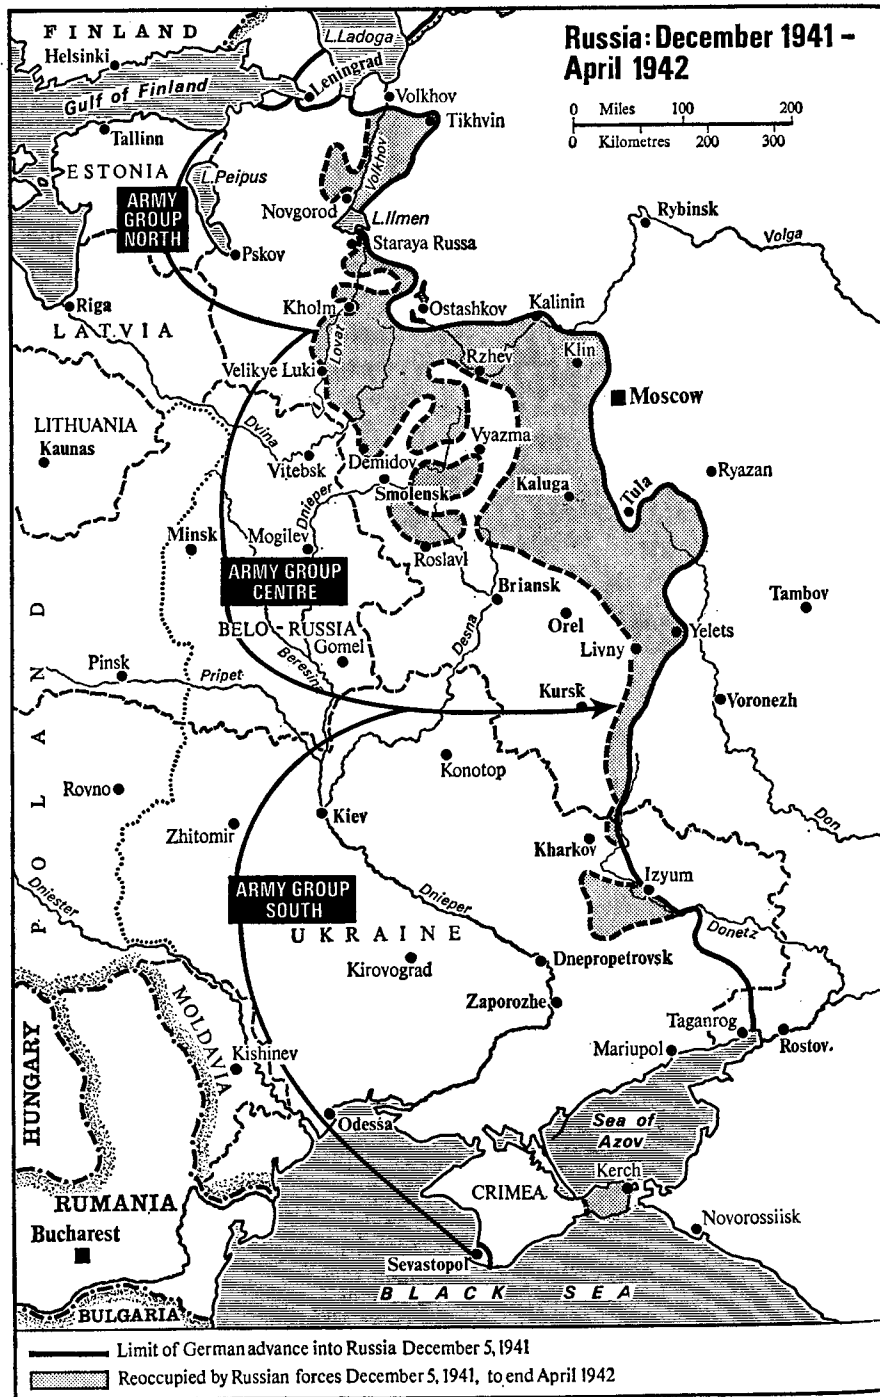 Russia: December 1941 –
April 1942
0 Miles 100 200
0 Kilometres 200 300
FINLAND
Helsinki
L. Ladoga
Leningrad
Gulf of Finland
Volkhov
Tikhvin
Tallinn
ESTONIA
L. Peipus
Volkhov
ARMY
GROUP
NORTH
Novgorod
L. Ilmen
Rybinsk
Volga
Staraya Russa
Pskov
Riga
Kholm
Ostashkov
Kalinin
LATVIA
Lovat
Klin
Rzhev
Velikye Luki
Moscow
LITHUANIA
Kaunas
Dvina
Vyazma
Vitebsk
Demidov
Ryazan
Smolensk
Kaluga
Tula
Dnieper
Minsk
Mogilev
Roslavl
ARMY GROUP
CENTRE
Briansk
Tambov
Orel
BELO-RUSSIA
Yelets
Gomel
Desna
Livny
Pinsk
Pripet
Beresina
Kursk
Voronezh
POLAND
Konotop
Rovno
Kiev
Don
Zhitomir
Kharkov
Izyum
ARMY GROUP
SOUTH
Dnieper
Dniester
Donetz
UKRAINE
Kirovograd
Dnepropetrovsk
MOLDAVIA
Zaporozhe
Taganrog
HUNGARY
Kishinev
Mariupol
Rostov.
Odessa
Sea of
Azov
Kerch
RUMANIA
CRIMEA
Bucharest
Novorossiisk
Sevastopol
BLACK SEA
BULGARIA
Limit of German advance into Russia December 5, 1941
Reoccupied by Russian forces December 5, 1941, to end April 1942